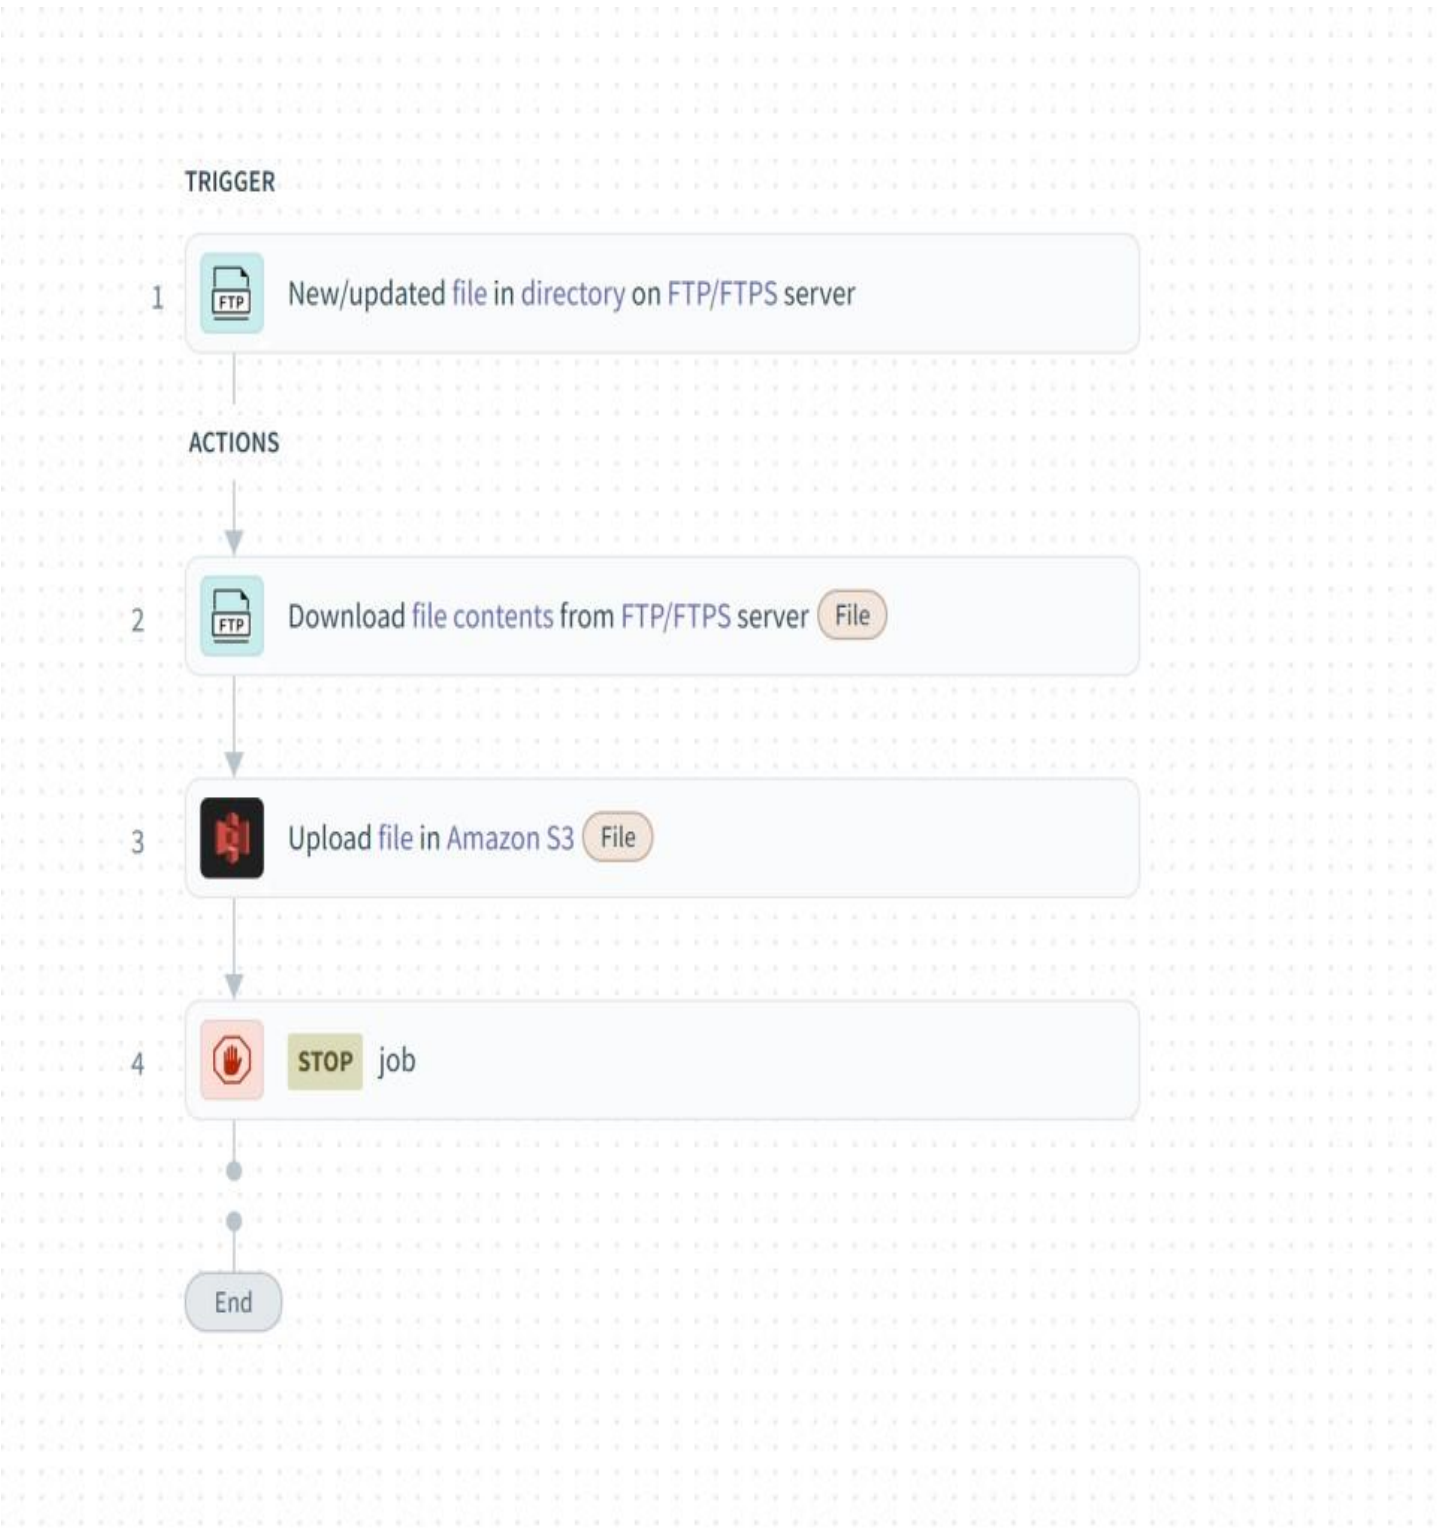 TRIGGER
1
FTP
New/updated file in directory on FTP/FTPS server
ACTIONS
2
FTP
Download file contents from FTP/FTPS server File
3
Upload file in Amazon S3 File
4
STOP job
End